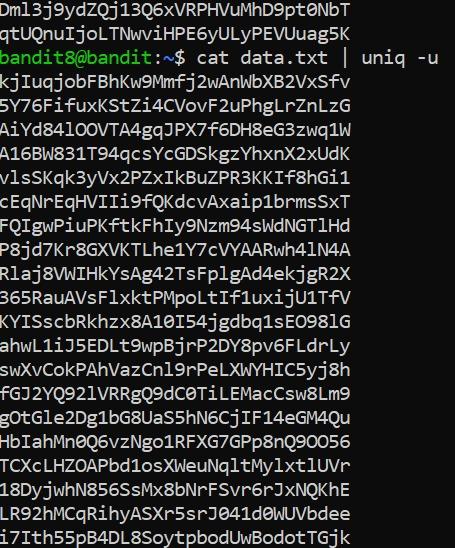 Dml3j9ydZQj13Q6xVRPHVuMhD9pt0NbT
qtUQnuIjoLTNwviHPE6yULyPEVUuag5K
bandit8@bandit:~$ cat data.txt | uniq -u
kjIuqjobFBhKw9Mmfj2wAnWbXB2VxSfv
5Y76FifuxKStZi4CVovF2uPhgLrZnLzG
AiYd84lOOVTA4gqJPX7f6DH8eG3zwq1W
A16BW831T94qcsYcGDSkgzYhxnX2xUdK
vlsSKqk3yVx2PZxIkBuZPR3KKIf8hGi1
cEqNrEqHVIIi9fQKdcvAxaip1brmsSxT
FQIgwPiuPKftkFhIy9Nzm94sWdNGTlHd
P8jd7Kr8GXVKTLhe1Y7cVYAARwh4lN4A
Rlaj8VWIHkYsAg42TsFplgAd4ekjgR2X
365RauAVsFlxktPMpoLtIf1uxijU1TfV
KYISscbRkhzx8A10I54jgdbq1sEO98lG
ahwL1iJ5EDLt9wpBjrP2DY8pv6FLdrLy
swXvCokPAhVazCnl9rPeLXWYHIC5yj8h
fGJ2YQ92lVRRgQ9dC0TiLEMacCsw8Lm9
gOtGle2Dg1bG8UaS5hN6CjIF14eGM4Qu
HbIahMn0Q6vzNgo1RFXG7GPp8nQ9OO56
TCXcLHZOAPbd1osXWeuNqltMylxtlUVr
18DyjwhN856SsMx8bNrFSvr6rJxNQKhE
LR92hMCqRihyASXr5srJ041d0WUVbdee
i7Ith55pB4DL8SoytpbodUwBodotTGjk